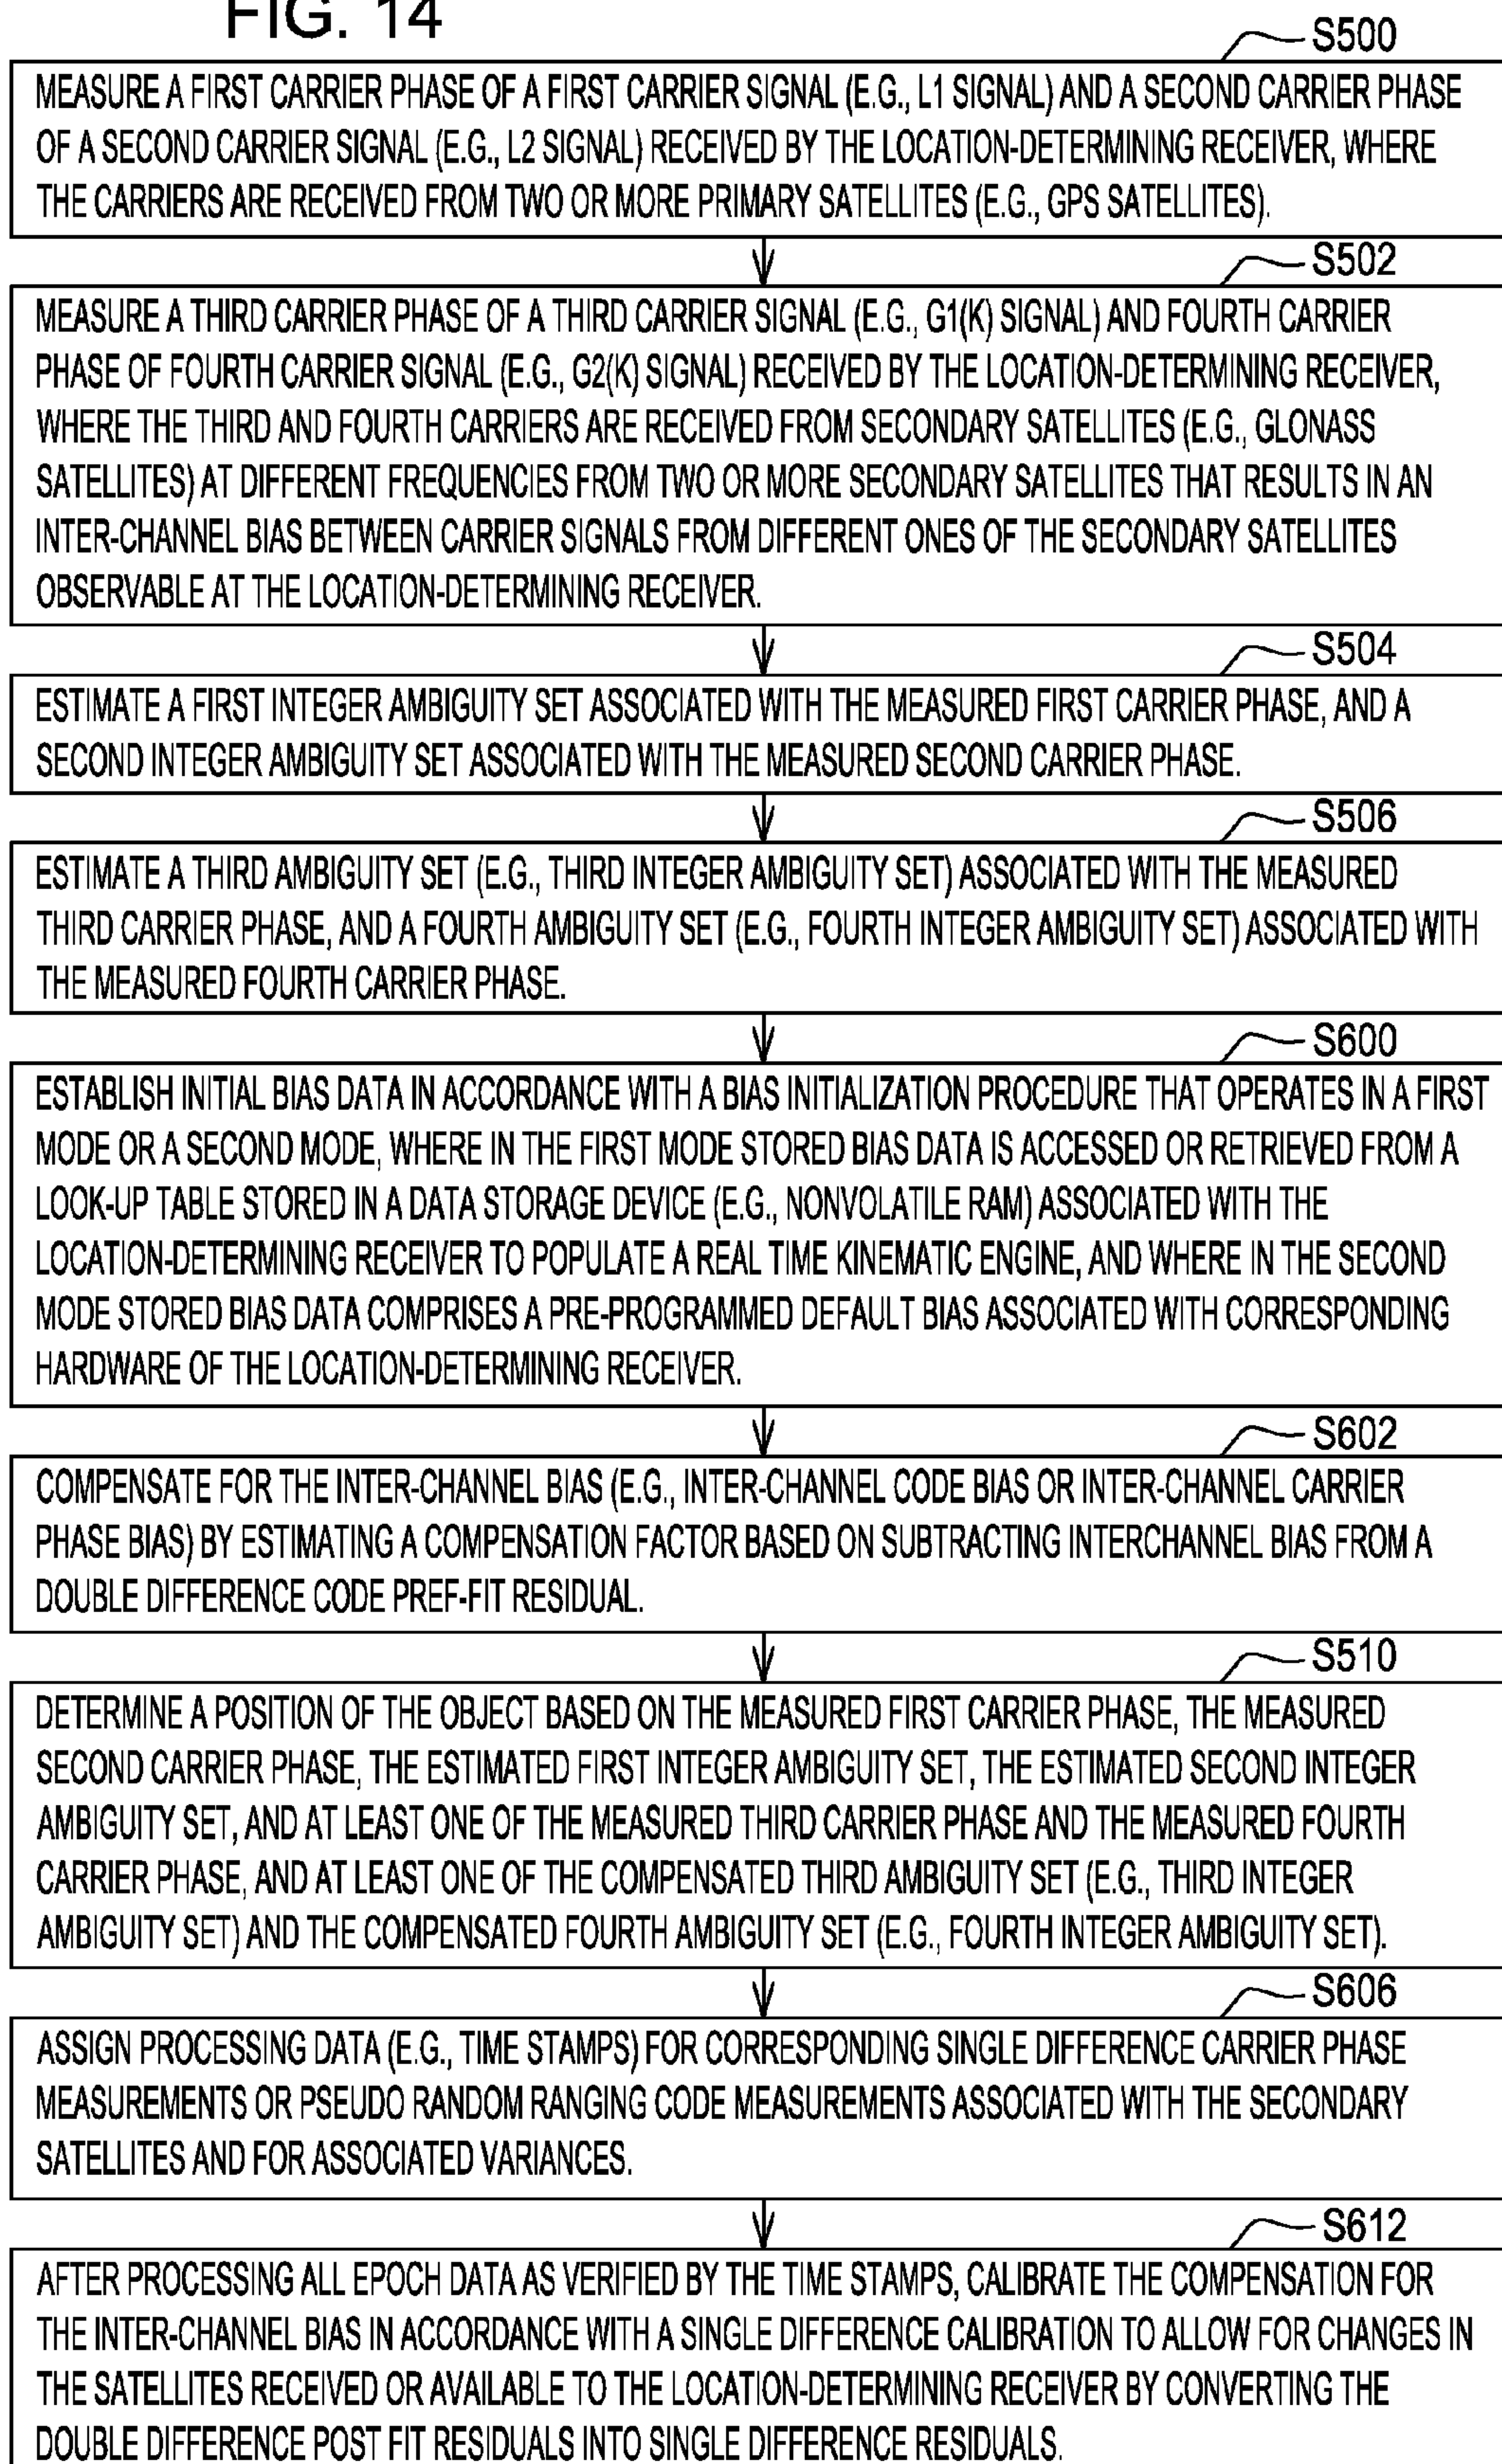 FIG. 14
S500
MEASURE A FIRST CARRIER PHASE OF A FIRST CARRIER SIGNAL (E.G., L1 SIGNAL) AND A SECOND CARRIER PHASE
OF A SECOND CARRIER SIGNAL (E.G., L2 SIGNAL) RECEIVED BY THE LOCATION-DETERMINING RECEIVER, WHERE
THE CARRIERS ARE RECEIVED FROM TWO OR MORE PRIMARY SATELLITES (E.G., GPS SATELLITES).
S502
MEASURE A THIRD CARRIER PHASE OF A THIRD CARRIER SIGNAL (E.G., G1(K) SIGNAL) AND FOURTH CARRIER
PHASE OF FOURTH CARRIER SIGNAL (E.G., G2(K) SIGNAL) RECEIVED BY THE LOCATION-DETERMINING RECEIVER,
WHERE THE THIRD AND FOURTH CARRIERS ARE RECEIVED FROM SECONDARY SATELLITES (E.G., GLONASS
SATELLITES) AT DIFFERENT FREQUENCIES FROM TWO OR MORE SECONDARY SATELLITES THAT RESULTS IN AN
INTER-CHANNEL BIAS BETWEEN CARRIER SIGNALS FROM DIFFERENT ONES OF THE SECONDARY SATELLITES
OBSERVABLE AT THE LOCATION-DETERMINING RECEIVER.
S504
ESTIMATE A FIRST INTEGER AMBIGUITY SET ASSOCIATED WITH THE MEASURED FIRST CARRIER PHASE, AND A
SECOND INTEGER AMBIGUITY SET ASSOCIATED WITH THE MEASURED SECOND CARRIER PHASE.
S506
ESTIMATE A THIRD AMBIGUITY SET (E.G., THIRD INTEGER AMBIGUITY SET) ASSOCIATED WITH THE MEASURED
THIRD CARRIER PHASE, AND A FOURTH AMBIGUITY SET (E.G., FOURTH INTEGER AMBIGUITY SET) ASSOCIATED WITH
THE MEASURED FOURTH CARRIER PHASE.
S600
ESTABLISH INITIAL BIAS DATA IN ACCORDANCE WITH A BIAS INITIALIZATION PROCEDURE THAT OPERATES IN A FIRST
MODE OR A SECOND MODE, WHERE IN THE FIRST MODE STORED BIAS DATA IS ACCESSED OR RETRIEVED FROM A
LOOK-UP TABLE STORED IN A DATA STORAGE DEVICE (E.G., NONVOLATILE RAM) ASSOCIATED WITH THE
LOCATION-DETERMINING RECEIVER TO POPULATE A REAL TIME KINEMATIC ENGINE, AND WHERE IN THE SECOND
MODE STORED BIAS DATA COMPRISES A PRE-PROGRAMMED DEFAULT BIAS ASSOCIATED WITH CORRESPONDING
HARDWARE OF THE LOCATION-DETERMINING RECEIVER.
S602
COMPENSATE FOR THE INTER-CHANNEL BIAS (E.G., INTER-CHANNEL CODE BIAS OR INTER-CHANNEL CARRIER
PHASE BIAS) BY ESTIMATING A COMPENSATION FACTOR BASED ON SUBTRACTING INTERCHANNEL BIAS FROM A
DOUBLE DIFFERENCE CODE PREF-FIT RESIDUAL.
S510
DETERMINE A POSITION OF THE OBJECT BASED ON THE MEASURED FIRST CARRIER PHASE, THE MEASURED
SECOND CARRIER PHASE, THE ESTIMATED FIRST INTEGER AMBIGUITY SET, THE ESTIMATED SECOND INTEGER
AMBIGUITY SET, AND AT LEAST ONE OF THE MEASURED THIRD CARRIER PHASE AND THE MEASURED FOURTH
CARRIER PHASE, AND AT LEAST ONE OF THE COMPENSATED THIRD AMBIGUITY SET (E.G., THIRD INTEGER
AMBIGUITY SET) AND THE COMPENSATED FOURTH AMBIGUITY SET (E.G., FOURTH INTEGER AMBIGUITY SET).
S606
ASSIGN PROCESSING DATA (E.G., TIME STAMPS) FOR CORRESPONDING SINGLE DIFFERENCE CARRIER PHASE
MEASUREMENTS OR PSEUDO RANDOM RANGING CODE MEASUREMENTS ASSOCIATED WITH THE SECONDARY
SATELLITES AND FOR ASSOCIATED VARIANCES.
S612
AFTER PROCESSING ALL EPOCH DATA AS VERIFIED BY THE TIME STAMPS, CALIBRATE THE COMPENSATION FOR
THE INTER-CHANNEL BIAS IN ACCORDANCE WITH A SINGLE DIFFERENCE CALIBRATION TO ALLOW FOR CHANGES IN
THE SATELLITES RECEIVED OR AVAILABLE TO THE LOCATION-DETERMINING RECEIVER BY CONVERTING THE
DOUBLE DIFFERENCE POST FIT RESIDUALS INTO SINGLE DIFFERENCE RESIDUALS.